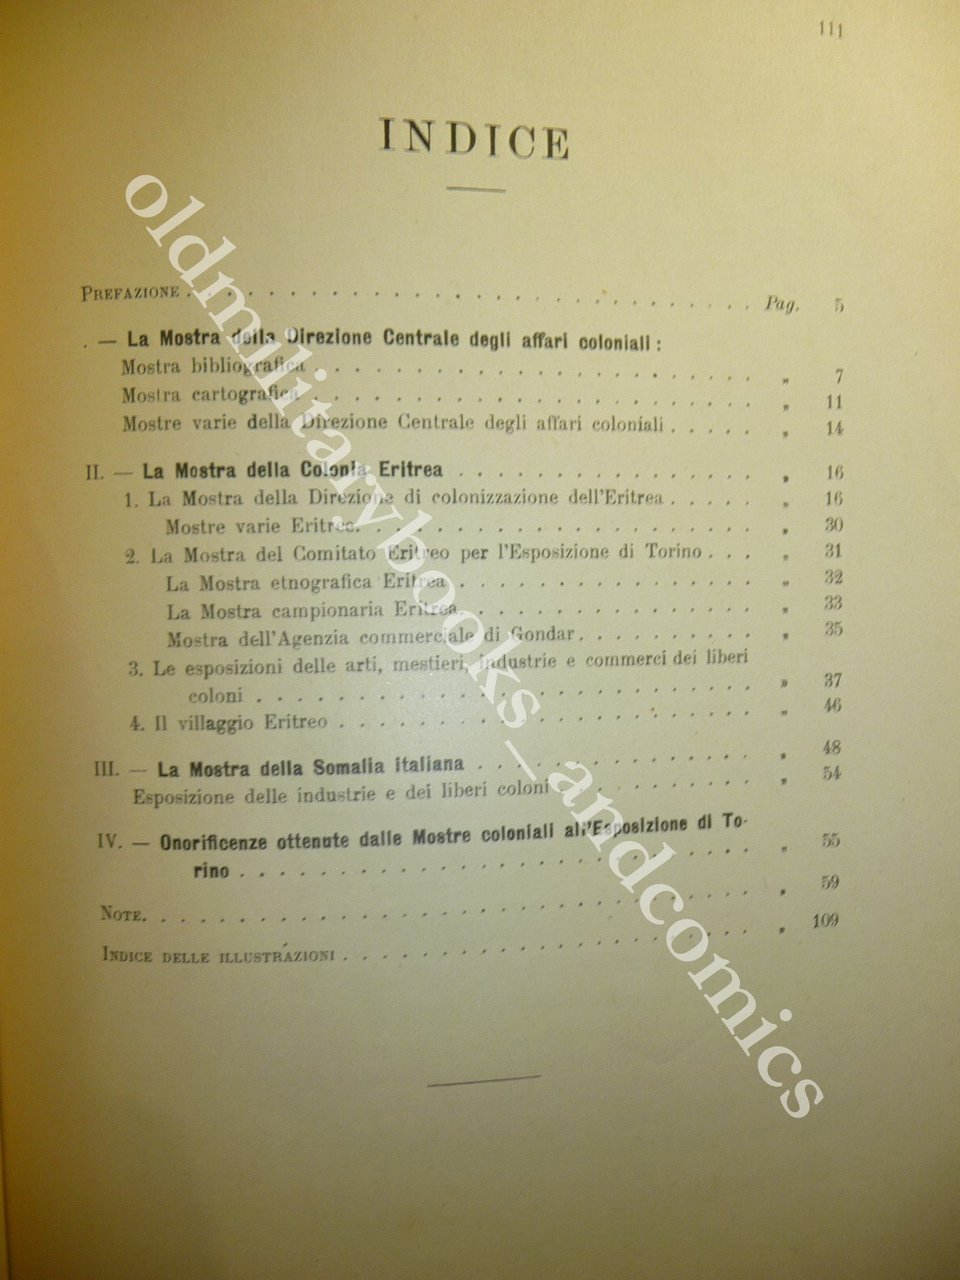 111
INDICE
PREFAZIONE . . . . . . . . . . . . . . . . . . . . . . . . Pag. 5
. — La Mostra della Direzione Centrale degli affari coloniali :
Mostra bibliografica . . . . . . . . . . . . . . . . . . . „ 7
Mostra cartografica . . . . . . . . . . . . . . . . . . . „ 11
Mostre varie della Direzione Centrale degli affari coloniali . . . . . „ 14
II. — La Mostra della Colonia Eritrea . . . . . . . . . . . . . „ 16
1. La Mostra della Direzione di colonizzazione dell'Eritrea . . . . . „ 16
Mostre varie Eritree. . . . . . . . . . . . . . . . . . „ 30
2. La Mostra del Comitato Eritreo per l'Esposizione di Torino . . . „ 31
La Mostra etnografica Eritrea . . . . . . . . . . . . . „ 32
La Mostra campionaria Eritrea. . . . . . . . . . . . . „ 33
Mostra dell'Agenzia commerciale di Gondar. . . . . . . . „ 35
3. Le esposizioni delle arti, mestieri, industrie e commerci dei liberi
coloni . . . . . . . . . . . . . . . . . . . . . . . „ 37
4. Il villaggio Eritreo . . . . . . . . . . . . . . . . . . „ 46
III. — La Mostra della Somalia italiana . . . . . . . . . . . . „ 48
Esposizione delle industrie e dei liberi coloni . . . . . . . . . „ 54
IV. — Onorificenze ottenute dalle Mostre coloniali all'Esposizione di To-
rino . . . . . . . . . . . . . . . . . . . . . . . . „ 55
NOTE. . . . . . . . . . . . . . . . . . . . . . . . . . „ 59
INDICE DELLE ILLUSTRAZIONI . . . . . . . . . . . . . . . . . „ 109
oldmilitarybooks_andcomics